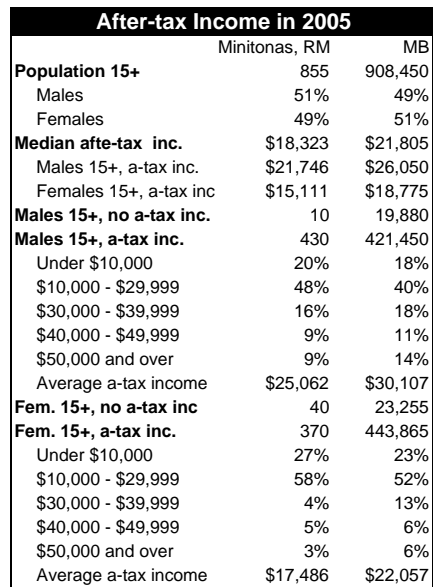 After-tax Income in 2005
Minitonas, RM MB
Population 15+ 855 908,450
Males 51% 49%
Females 49% 51%
Median afte-tax inc. $18,323 $21,805
Males 15+, a-tax inc. $21,746 $26,050
Females 15+, a-tax inc $15,111 $18,775
Males 15+, no a-tax inc. 10 19,880
Males 15+, a-tax inc. 430 421,450
Under $10,000 20% 18%
$10,000 - $29,999 48% 40%
$30,000 - $39,999 16% 18%
$40,000 - $49,999 9% 11%
$50,000 and over 9% 14%
Average a-tax income $25,062 $30,107
Fem. 15+, no a-tax inc 40 23,255
Fem. 15+, a-tax inc. 370 443,865
Under $10,000 27% 23%
$10,000 - $29,999 58% 52%
$30,000 - $39,999 4% 13%
$40,000 - $49,999 5% 6%
$50,000 and over 3% 6%
Average a-tax income $17,486 $22,057